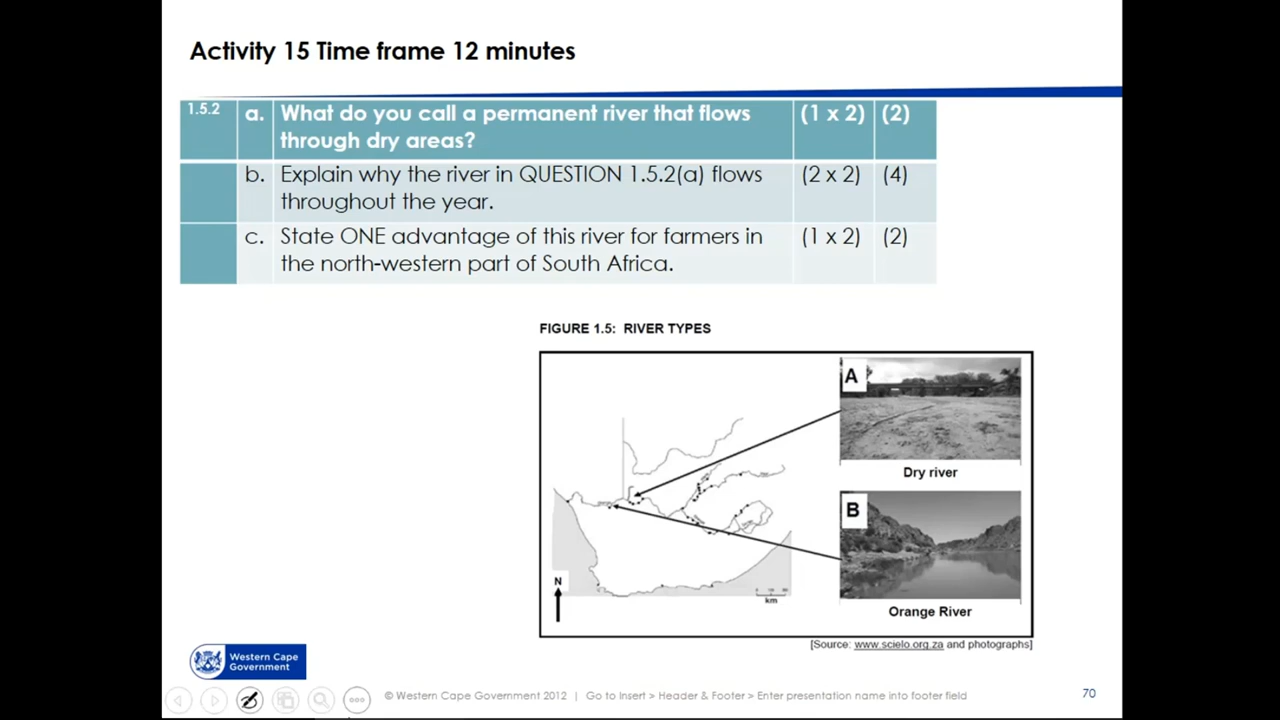 Activity 15 Time frame 12 minutes
1.5.2 a. What do you call a permanent river that flows (1 x 2) (2)
through dry areas?
b. Explain why the river in QUESTION 1.5.2(a) flows (2 x 2) (4)
throughout the year.
c. State ONE advantage of this river for farmers in (1 x 2) (2)
the north-western part of South Africa.
FIGURE 1.5: RIVER TYPES
A
Dry river
B
Orange River
N
km
[Source: www.scielo.org.za and photographs]
Western Cape
Government
© Western Cape Government 2012 | Go to Insert > Header & Footer > Enter presentation name into footer field
70